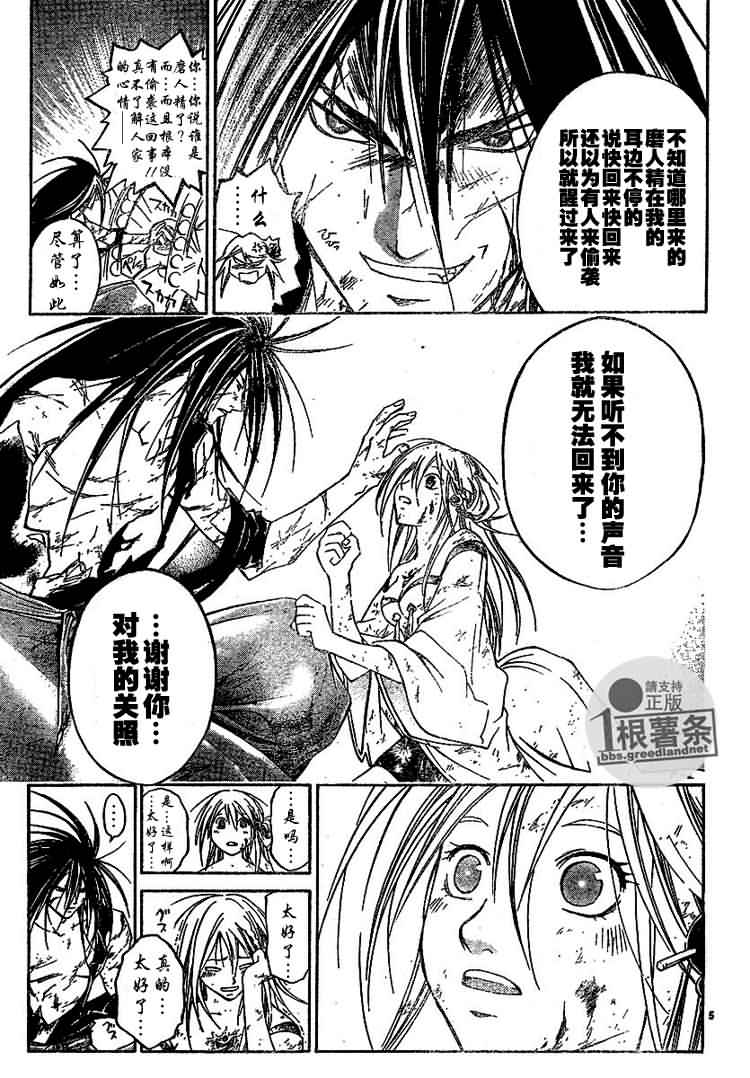 不知道哪里来的
磨人精在我的
耳边不停的
说快回来快回来
还以为有人来偷袭
所以就醒过来了
…什么
你…你说谁是
磨人精了？
而…而且根本没
有偷袭这回事
真不了解人家
的心情——!!
算了…
尽管如此
如果听不到你的声音
我就无法回来了…
…谢谢你…
对我的关照
請支持
正版
1根薯条
bbs.greedlandnet
…是吗…
是…这样啊
…太好了…
太好
了…
真的…
太好了…
…
5